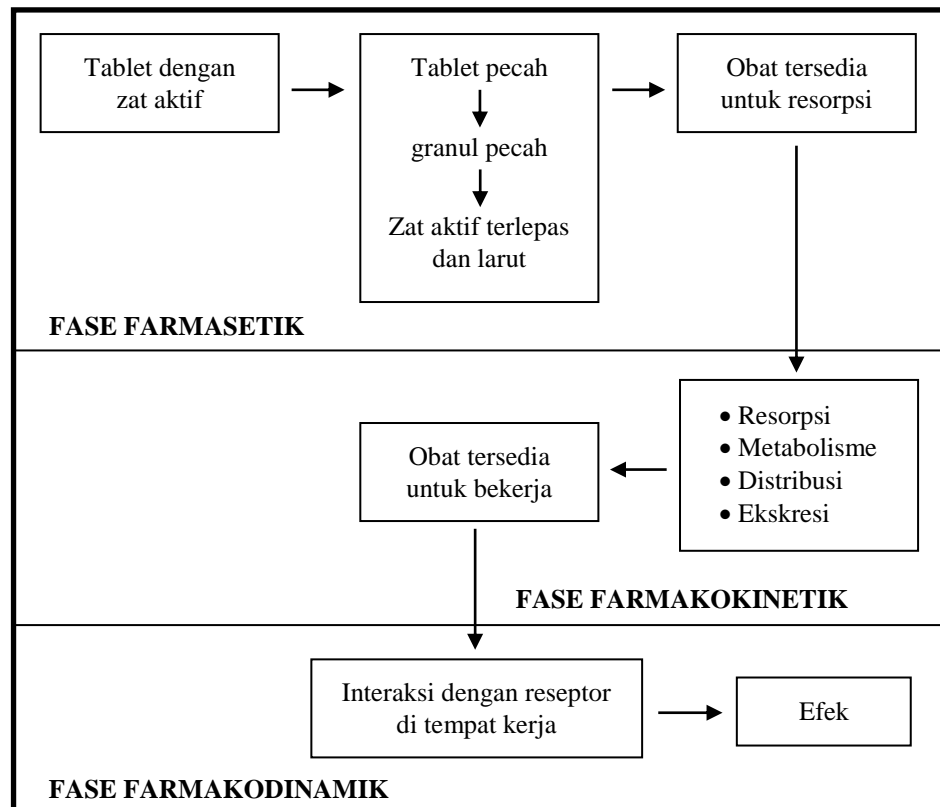 Tablet dengan
zat aktif
Tablet pecah
granul pecah
Zat aktif terlepas
dan larut
Obat tersedia
untuk resorpsi
FASE FARMASETIK
• Resorpsi
• Metabolisme
• Distribusi
• Ekskresi
Obat tersedia
untuk bekerja
FASE FARMAKOKINETIK
Interaksi dengan reseptor
di tempat kerja
Efek
FASE FARMAKODINAMIK